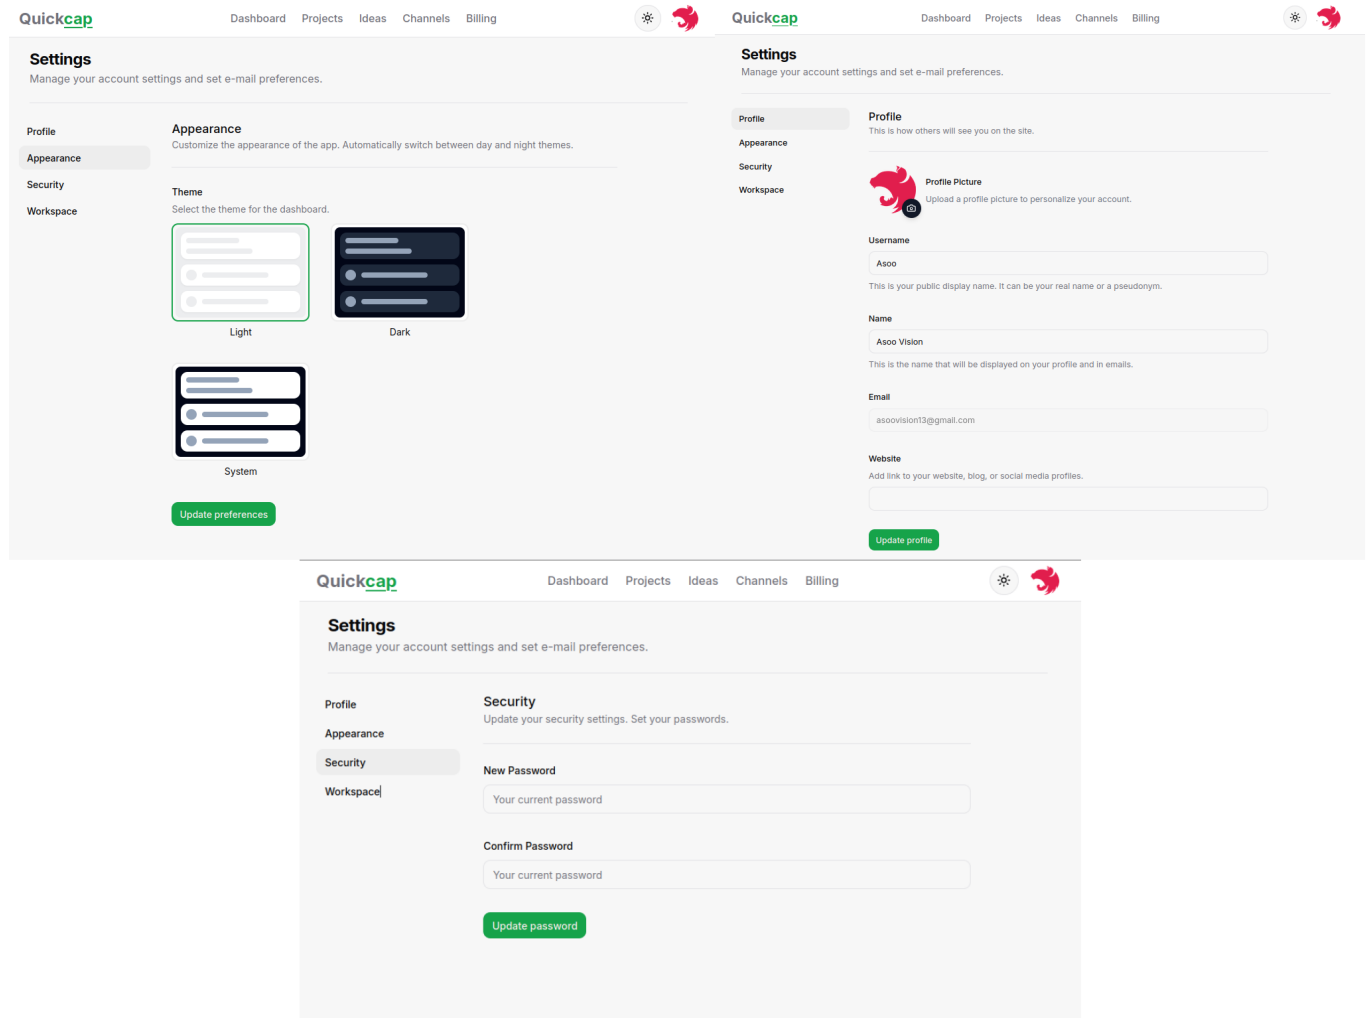 Quickcap
Dashboard Projects Ideas Channels Billing
Settings
Manage your account settings and set e-mail preferences.
Profile
Appearance
Security
Workspace
Appearance
Customize the appearance of the app. Automatically switch between day and night themes.
Theme
Select the theme for the dashboard.
Light
Dark
System
Update preferences
Quickcap
Dashboard Projects Ideas Channels Billing
Settings
Manage your account settings and set e-mail preferences.
Profile
Appearance
Security
Workspace
Profile
This is how others will see you on the site.
Profile Picture
Upload a profile picture to personalize your account.
Username
Asoo
This is your public display name. It can be your real name or a pseudonym.
Name
Asoo Vision
This is the name that will be displayed on your profile and in emails.
Email
asoovision13@gmail.com
Website
Add link to your website, blog, or social media profiles.
Update profile
Quickcap
Dashboard Projects Ideas Channels Billing
Settings
Manage your account settings and set e-mail preferences.
Profile
Appearance
Security
Workspace
Security
Update your security settings. Set your passwords.
New Password
Your current password
Confirm Password
Your current password
Update password